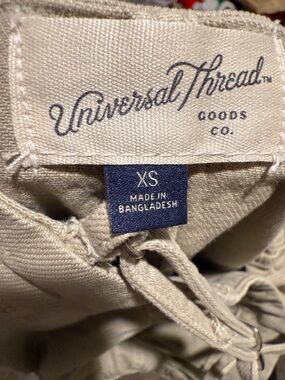 Universal Thread™
GOODS
CO.
XS
MADE IN
BANGLADESH